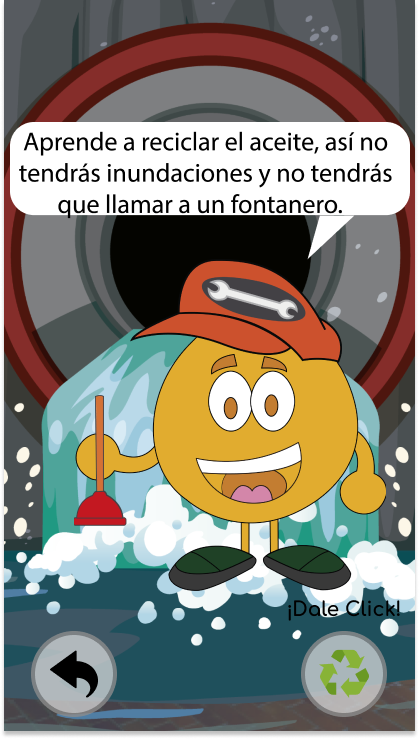 Aprende a reciclar el aceite, así no
tendrás inundaciones y no tendrás
que llamar a un fontanero.
¡Dale Click!